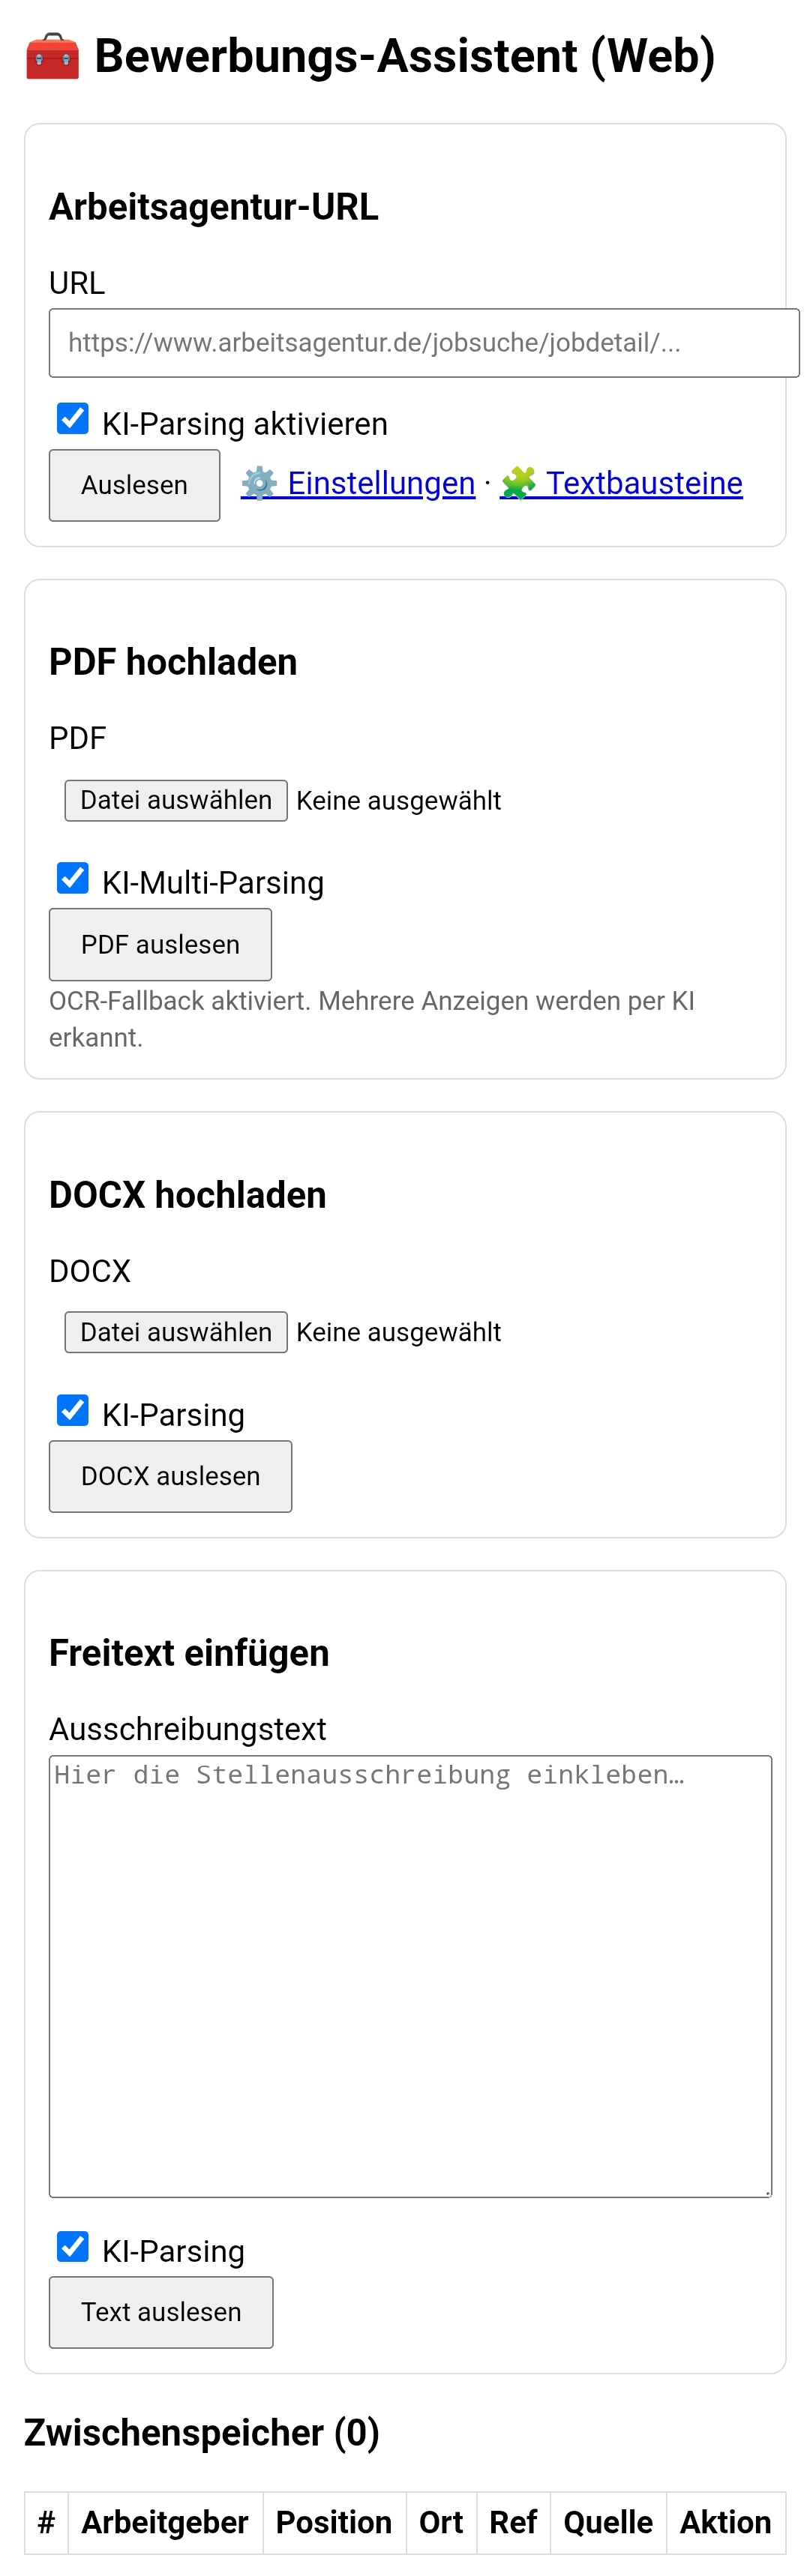 🧰 Bewerbungs-Assistent (Web)
Arbeitsagentur-URL
URL
https://www.arbeitsagentur.de/jobsuche/jobdetail/...
KI-Parsing aktivieren
Auslesen ⚙️ Einstellungen · 🧩 Textbausteine
PDF hochladen
PDF
Datei auswählen Keine ausgewählt
KI-Multi-Parsing
PDF auslesen
OCR-Fallback aktiviert. Mehrere Anzeigen werden per KI
erkannt.
DOCX hochladen
DOCX
Datei auswählen Keine ausgewählt
KI-Parsing
DOCX auslesen
Freitext einfügen
Ausschreibungstext
Hier die Stellenausschreibung einkleben…
KI-Parsing
Text auslesen
Zwischenspeicher (0)
# Arbeitgeber Position Ort Ref Quelle Aktion